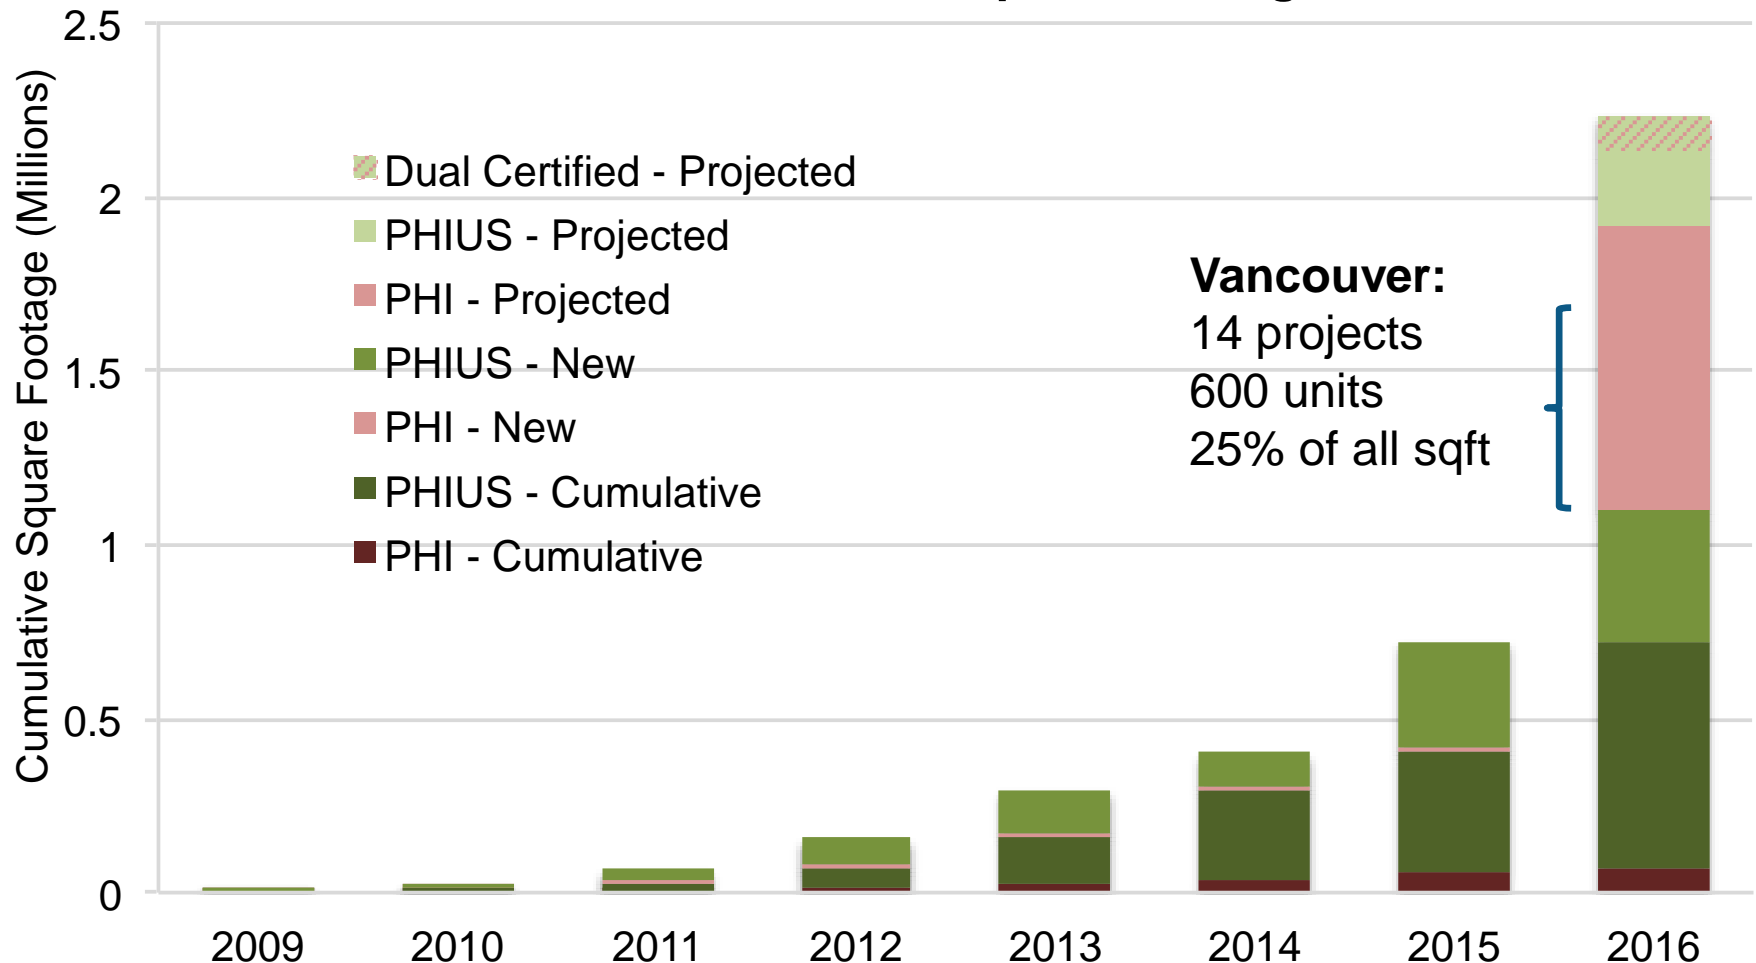 Cumulative Square Footage (Millions)
2.5
2
1.5
1
0.5
0
Dual Certified - Projected
PHIUS - Projected
PHI - Projected
PHIUS - New
PHI - New
PHIUS - Cumulative
PHI - Cumulative
Vancouver:
14 projects
600 units
25% of all sqft
2009 2010 2011 2012 2013 2014 2015 2016